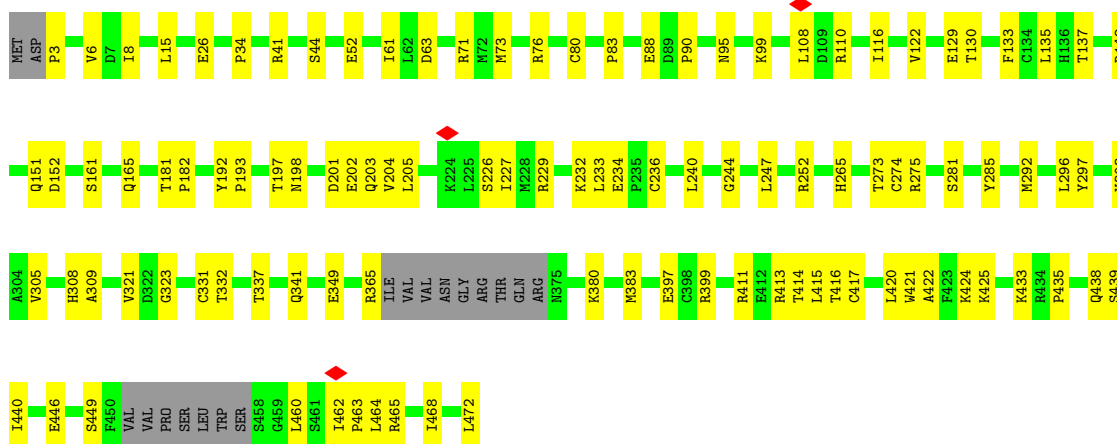 MET ASP P3 V6 D7 I8 L15 E26 P34 R41 S44 E52 I61 L62 D63 R71 M72 M73 R76 C80 P83 E88 D89 P90 N95 K99 L108 D109 R110 I116 V122 E129 T130 F133 C134 L135 H136 T137
Q151 D152 S161 Q165 T181 P182 Y192 P193 T197 N198 D201 E202 Q203 V204 L205 K224 L225 S226 I227 M228 R229 K232 L233 E234 P235 C236 L240 G244 L247 R252 H265 T273 C274 R275 S281 Y285 M292 L296 Y297
A304 V305 H308 A309 V321 D322 G323 C331 T332 T337 Q341 E349 R365 ILE VAL VAL ASN GLY ARG THR GLN ARG N375 K380 M383 E397 C398 R399 R411 E412 R413 T414 L415 T416 C417 L420 W421 A422 F423 K424 K425 K433 R434 P435 Q438 S439
I440 E446 S449 F450 VAL VAL PRO SER LEU TRP SER S458 G459 L460 S461 I462 P463 L464 R465 I468 L472